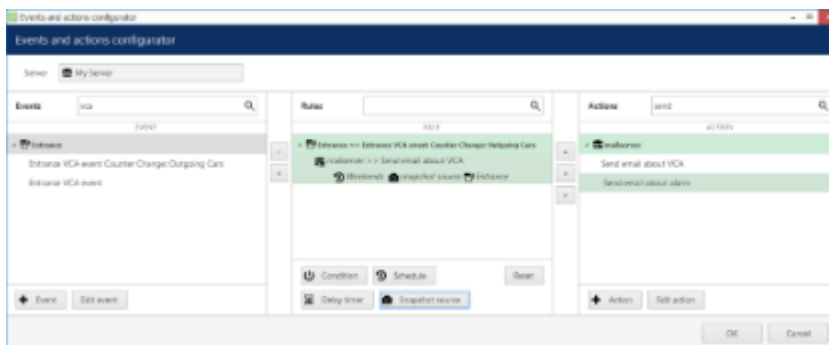 Events and actions configurator
Events and actions configurator
Server My Server
Events vca
EVENT
Entrance
Entrance VCA event Counter Change: Outgoing Cars
Entrance VCA event
+ Event Edit event
Rules
RULE
Entrance >> Entrance VCA event Counter Change: Outgoing Cars
mailserver >> Send email about VCA
Weekends snapshot source Entrance
Condition Schedule Reset
Delay timer Snapshot source
Actions send
ACTION
mailserver
Send email about VCA
Send email about alarm
+ Action Edit action
OK Cancel